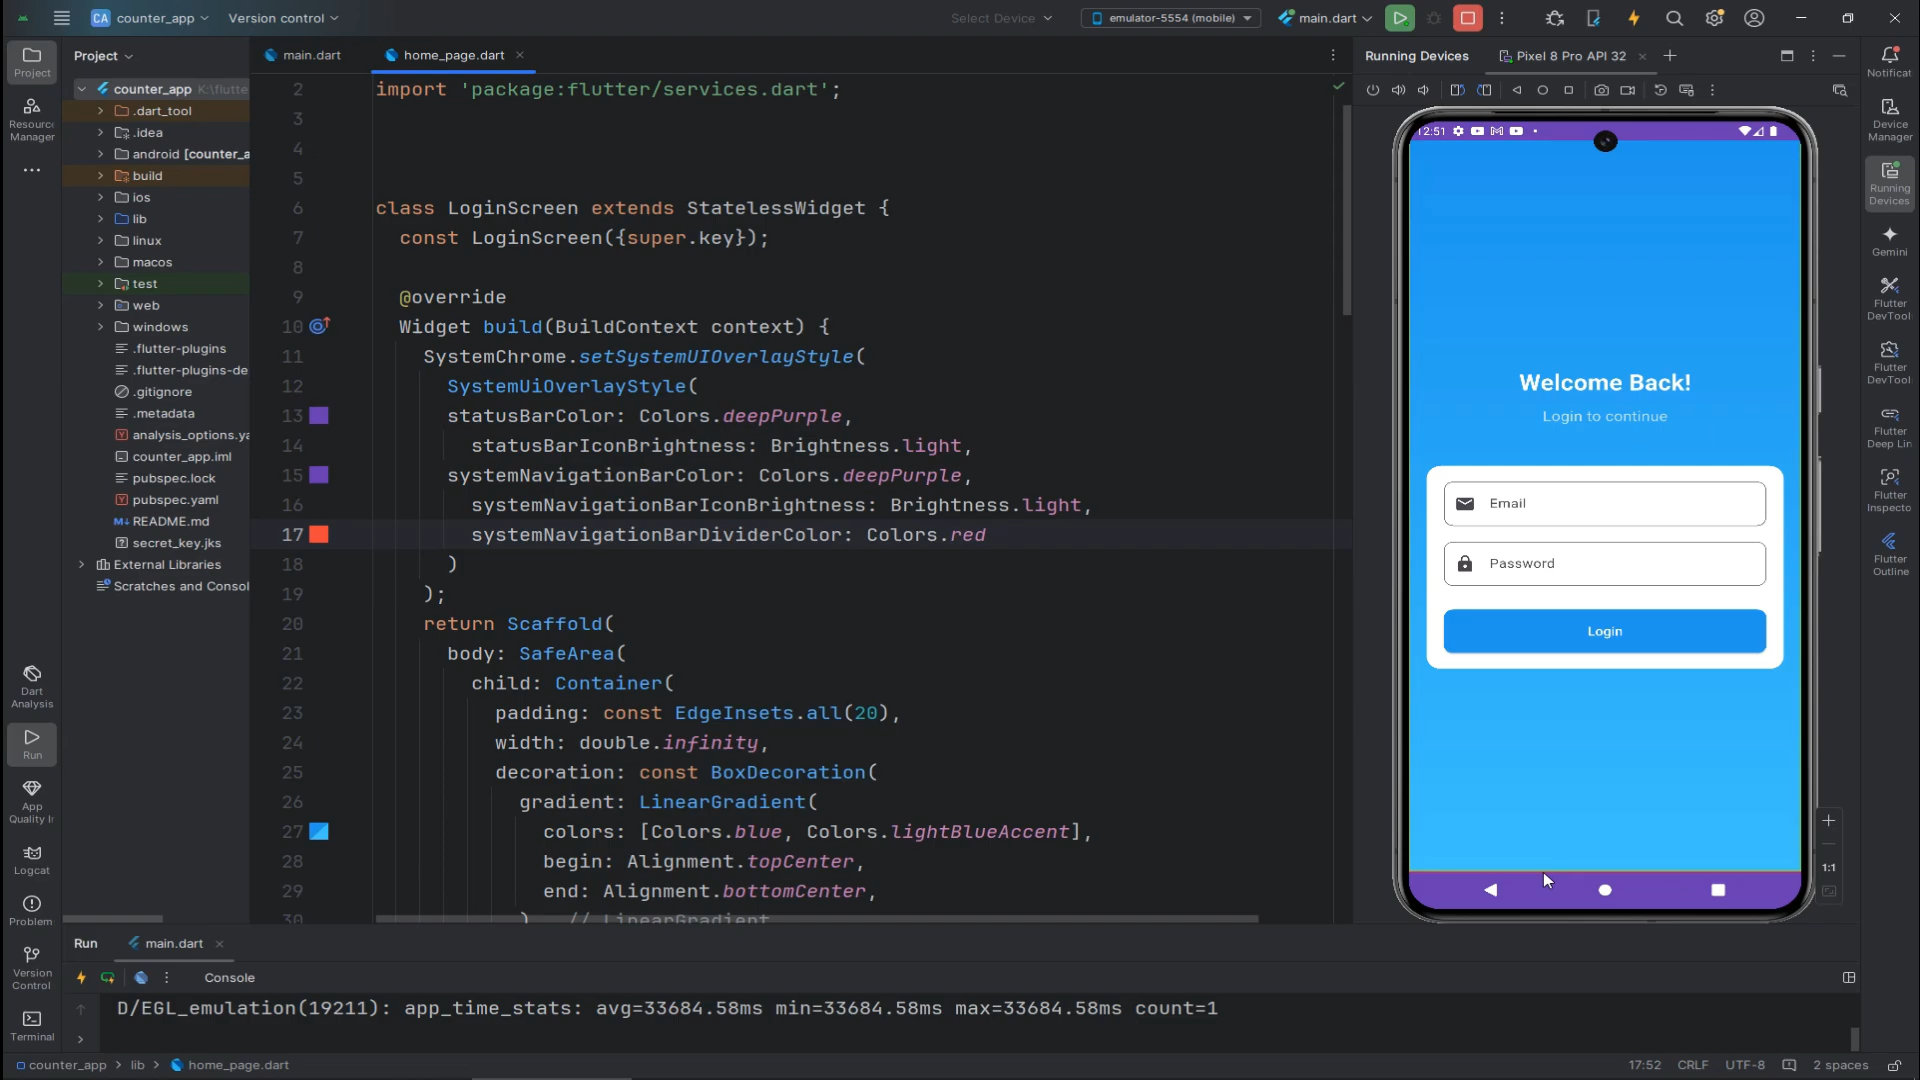 CA counter_app Version control Select Device emulator-5554 (mobile) main.dart
Project main.dart home_page.dart Running Devices Pixel 8 Pro API 32
Project
Resourc
Manager
counter_app K:\flutte
.dart_tool
.idea
android [counter_a
build
ios
lib
linux
macos
test
web
windows
.flutter-plugins
.flutter-plugins-de
.gitignore
.metadata
analysis_options.ya
counter_app.iml
pubspec.lock
pubspec.yaml
M↓ README.md
secret_key.jks
External Libraries
Scratches and Consol
Dart
Analysis
Run
App
Quality I
Logcat
Problem
Version
Control
Terminal
2 import 'package:flutter/services.dart';
3
4
5
6 class LoginScreen extends StatelessWidget {
7 const LoginScreen({super.key});
8
9 @override
10 Widget build(BuildContext context) {
11 SystemChrome.setSystemUIOverlayStyle(
12 SystemUiOverlayStyle(
13 statusBarColor: Colors.deepPurple,
14 statusBarIconBrightness: Brightness.light,
15 systemNavigationBarColor: Colors.deepPurple,
16 systemNavigationBarIconBrightness: Brightness.light,
17 systemNavigationBarDividerColor: Colors.red
18 )
19 );
20 return Scaffold(
21 body: SafeArea(
22 child: Container(
23 padding: const EdgeInsets.all(20),
24 width: double.infinity,
25 decoration: const BoxDecoration(
26 gradient: LinearGradient(
27 colors: [Colors.blue, Colors.lightBlueAccent],
28 begin: Alignment.topCenter,
29 end: Alignment.bottomCenter,
30 ) // LinearGradient
12:51
Welcome Back!
Login to continue
Email
Password
Login
1:1
Notificat
Device
Manager
Running
Devices
Gemini
Flutter
DevTool
Flutter
DevTool
Flutter
Deep Lin
Flutter
Inspecto
Flutter
Outline
Run main.dart
Console
D/EGL_emulation(19211): app_time_stats: avg=33684.58ms min=33684.58ms max=33684.58ms count=1
counter_app > lib > home_page.dart 17:52 CRLF UTF-8 2 spaces